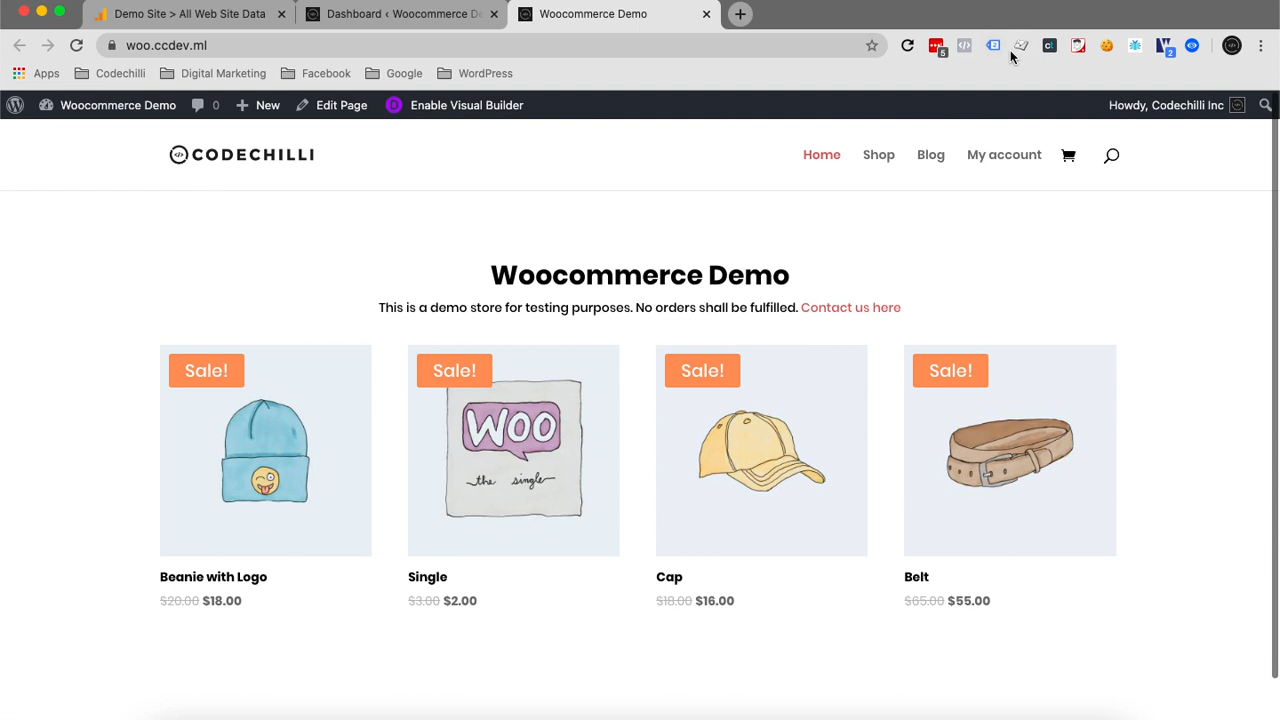 Demo Site > All Web Site Data
Dashboard ‹ Woocommerce De
Woocommerce Demo
woo.ccdev.ml
5
2
ct
2
Apps
Codechilli
Digital Marketing
Facebook
Google
WordPress
Woocommerce Demo
0
New
Edit Page
D
Enable Visual Builder
Howdy, Codechilli Inc
CODECHILLI
Home
Shop
Blog
My account
Woocommerce Demo
This is a demo store for testing purposes. No orders shall be fulfilled. Contact us here
Sale!
Sale!
Sale!
Sale!
WOO
the single
Beanie with Logo
Single
Cap
Belt
$20.00 $18.00
$3.00 $2.00
$18.00 $16.00
$65.00 $55.00